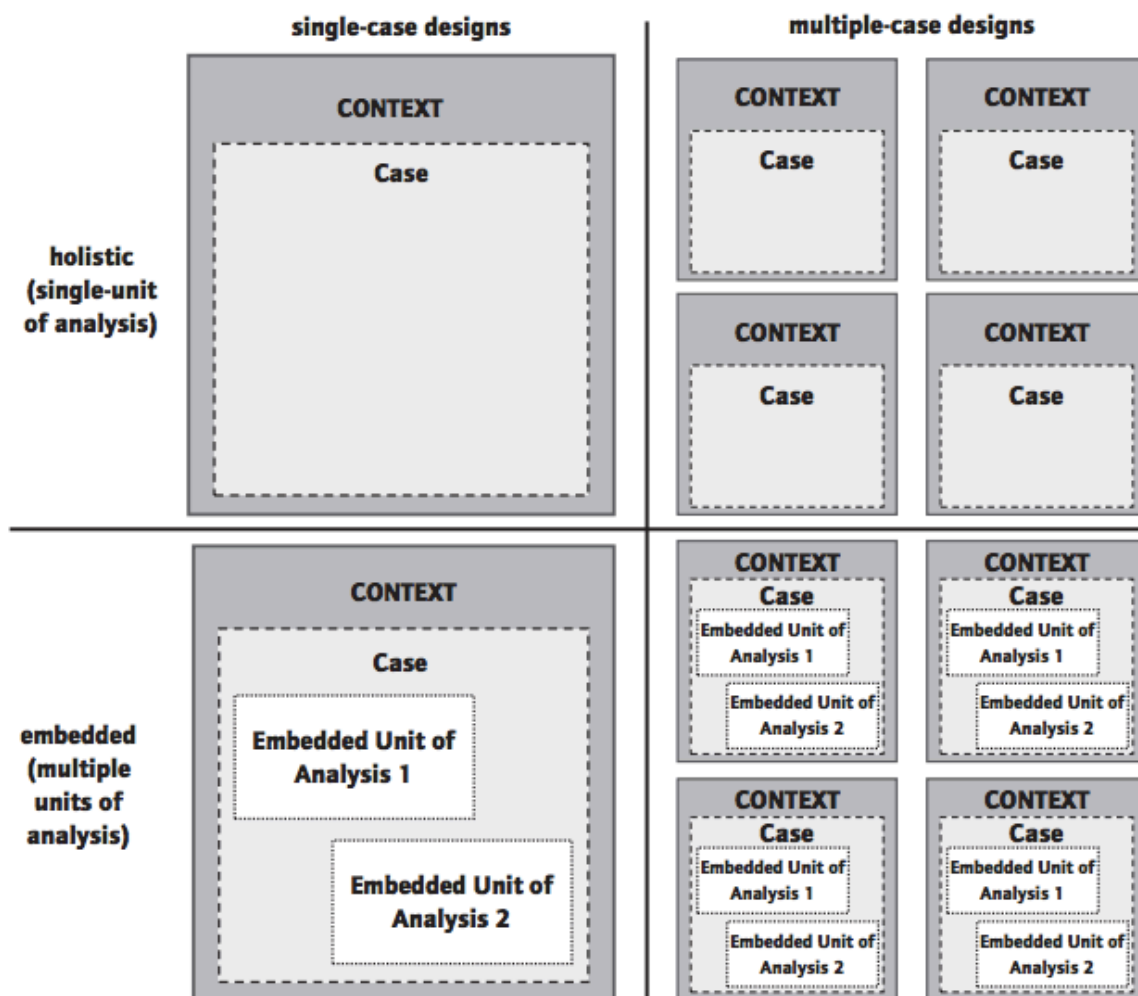 single-case designs
multiple-case designs
holistic
(single-unit
of analysis)
CONTEXT
Case
CONTEXT
Case
CONTEXT
Case
CONTEXT
Case
CONTEXT
Case
embedded
(multiple
units of
analysis)
CONTEXT
Case
Embedded Unit of
Analysis 1
Embedded Unit of
Analysis 2
CONTEXT
Case
Embedded Unit of
Analysis 1
Embedded Unit of
Analysis 2
CONTEXT
Case
Embedded Unit of
Analysis 1
Embedded Unit of
Analysis 2
CONTEXT
Case
Embedded Unit of
Analysis 1
Embedded Unit of
Analysis 2
CONTEXT
Case
Embedded Unit of
Analysis 1
Embedded Unit of
Analysis 2